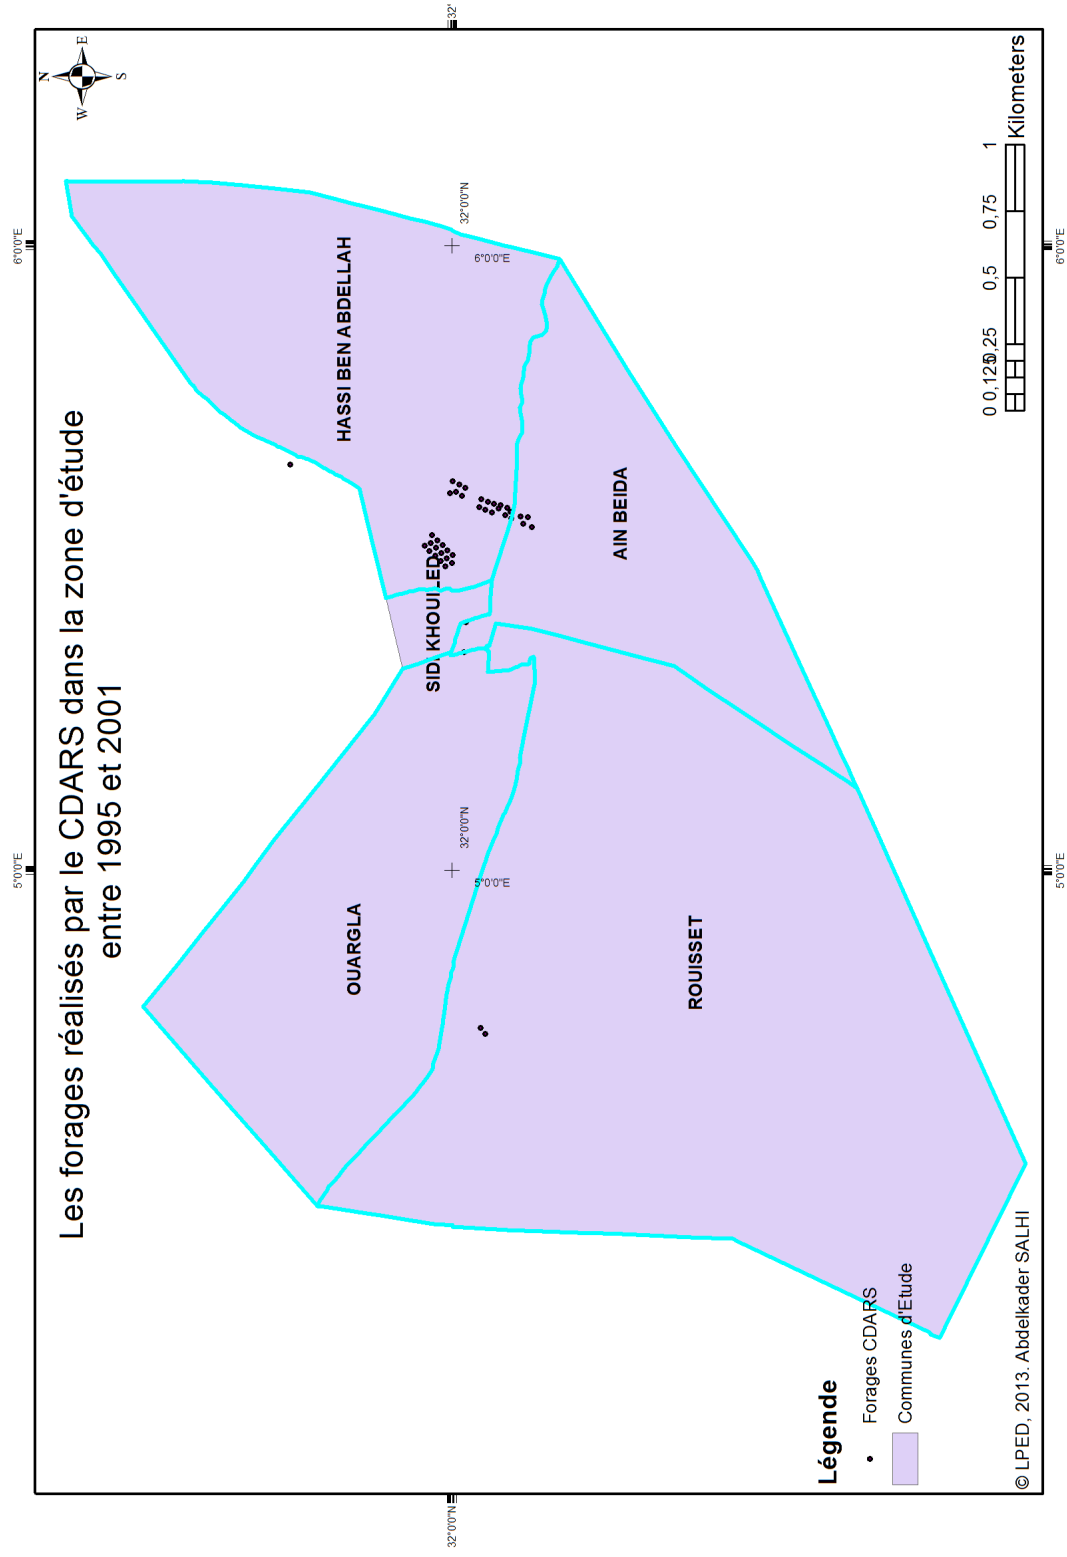 Les forages réalisés par le CDARS dans la zone d'étude
entre 1995 et 2001
N
W
E
S
5°0'0"E
6°0'0"E
32°0'0"N
32°
HASSI BEN ABDELLAH
OUARGLA
SIDI KHOUILED
AIN BEIDA
ROUISSET
32°0'0"N
5°0'0"E
32°0'0"N
6°0'0"E
Légende
Forages CDARS
Communes d'Etude
© LPED, 2013. Abdelkader SALHI
0 0,125 0,25 0,5 0,75 1
Kilometers
5°0'0"E
6°0'0"E